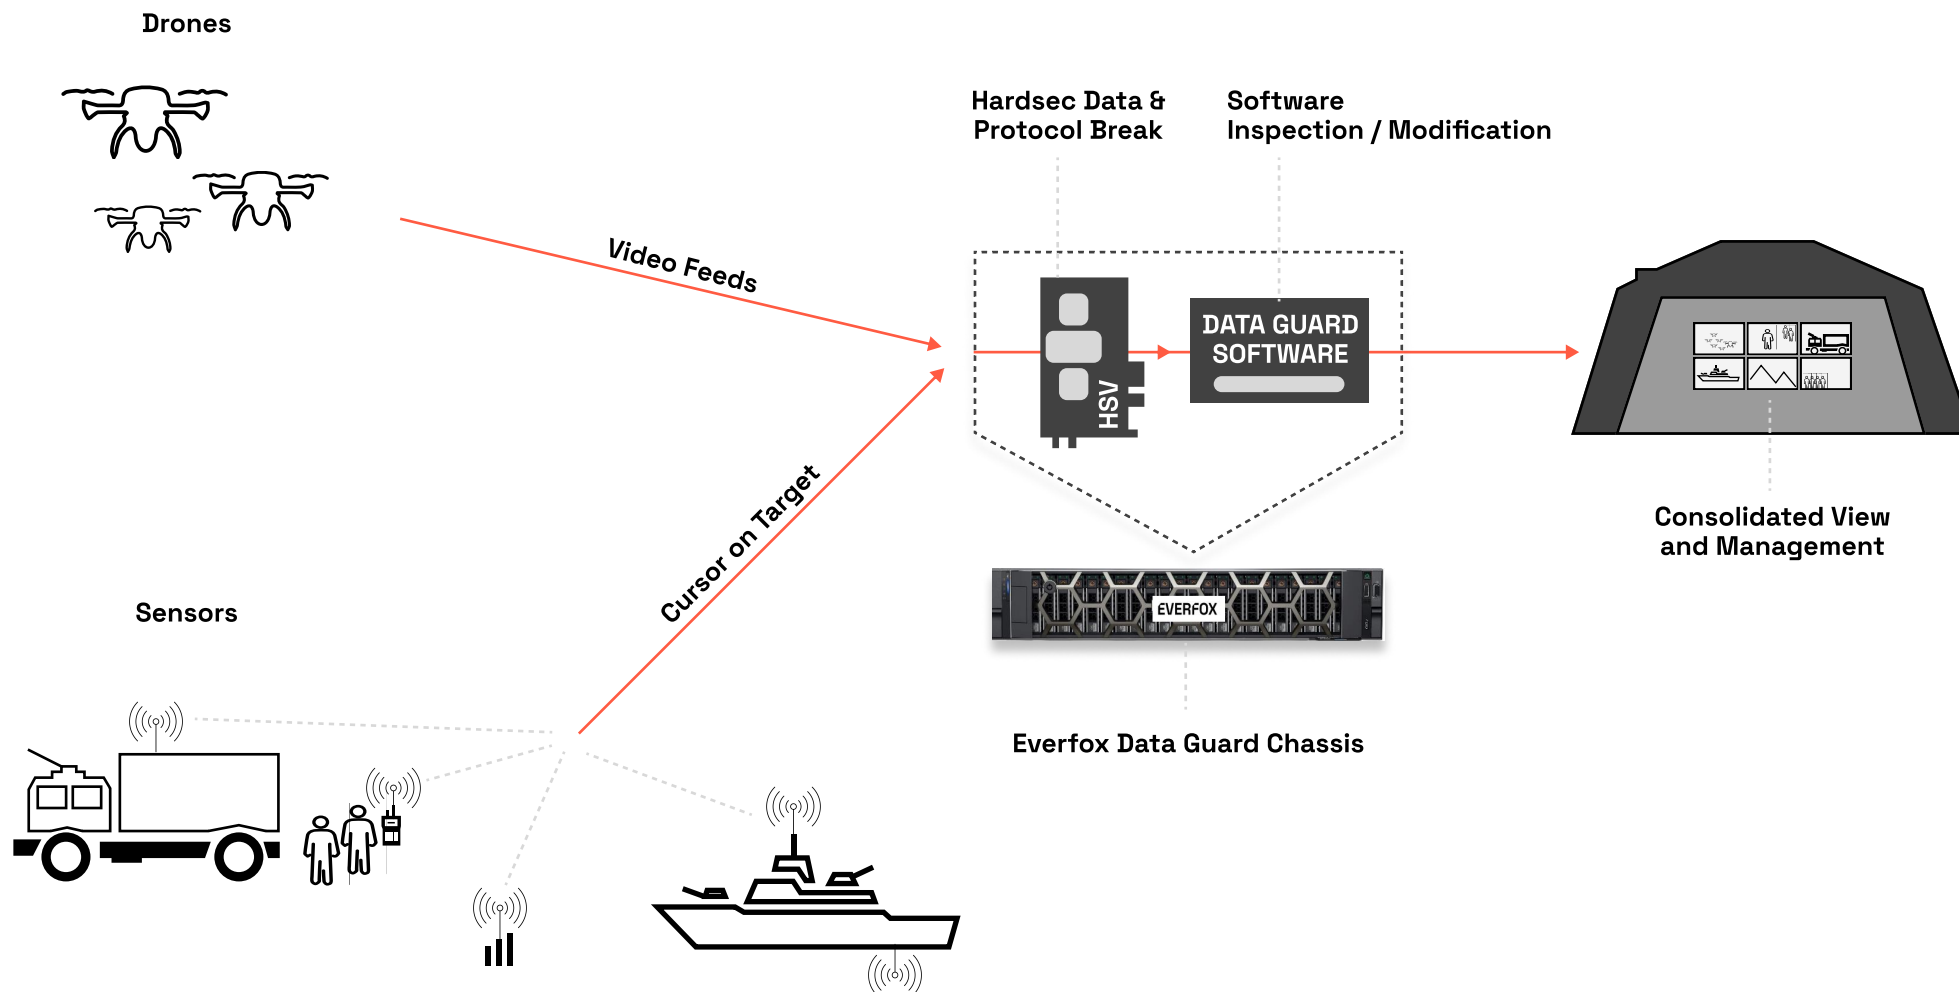 Drones
Hardsec Data &
Protocol Break
Software
Inspection / Modification
Video Feeds
DATA GUARD
SOFTWARE
HSV
Cursor on Target
Consolidated View
and Management
EVERFOX
Sensors
Everfox Data Guard Chassis